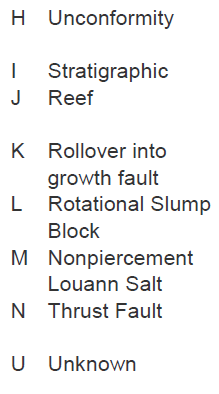 H Unconformity
I Stratigraphic
J Reef
K Rollover into
growth fault
L Rotational Slump
Block
M Nonpiercement
Louann Salt
N Thrust Fault
U Unknown